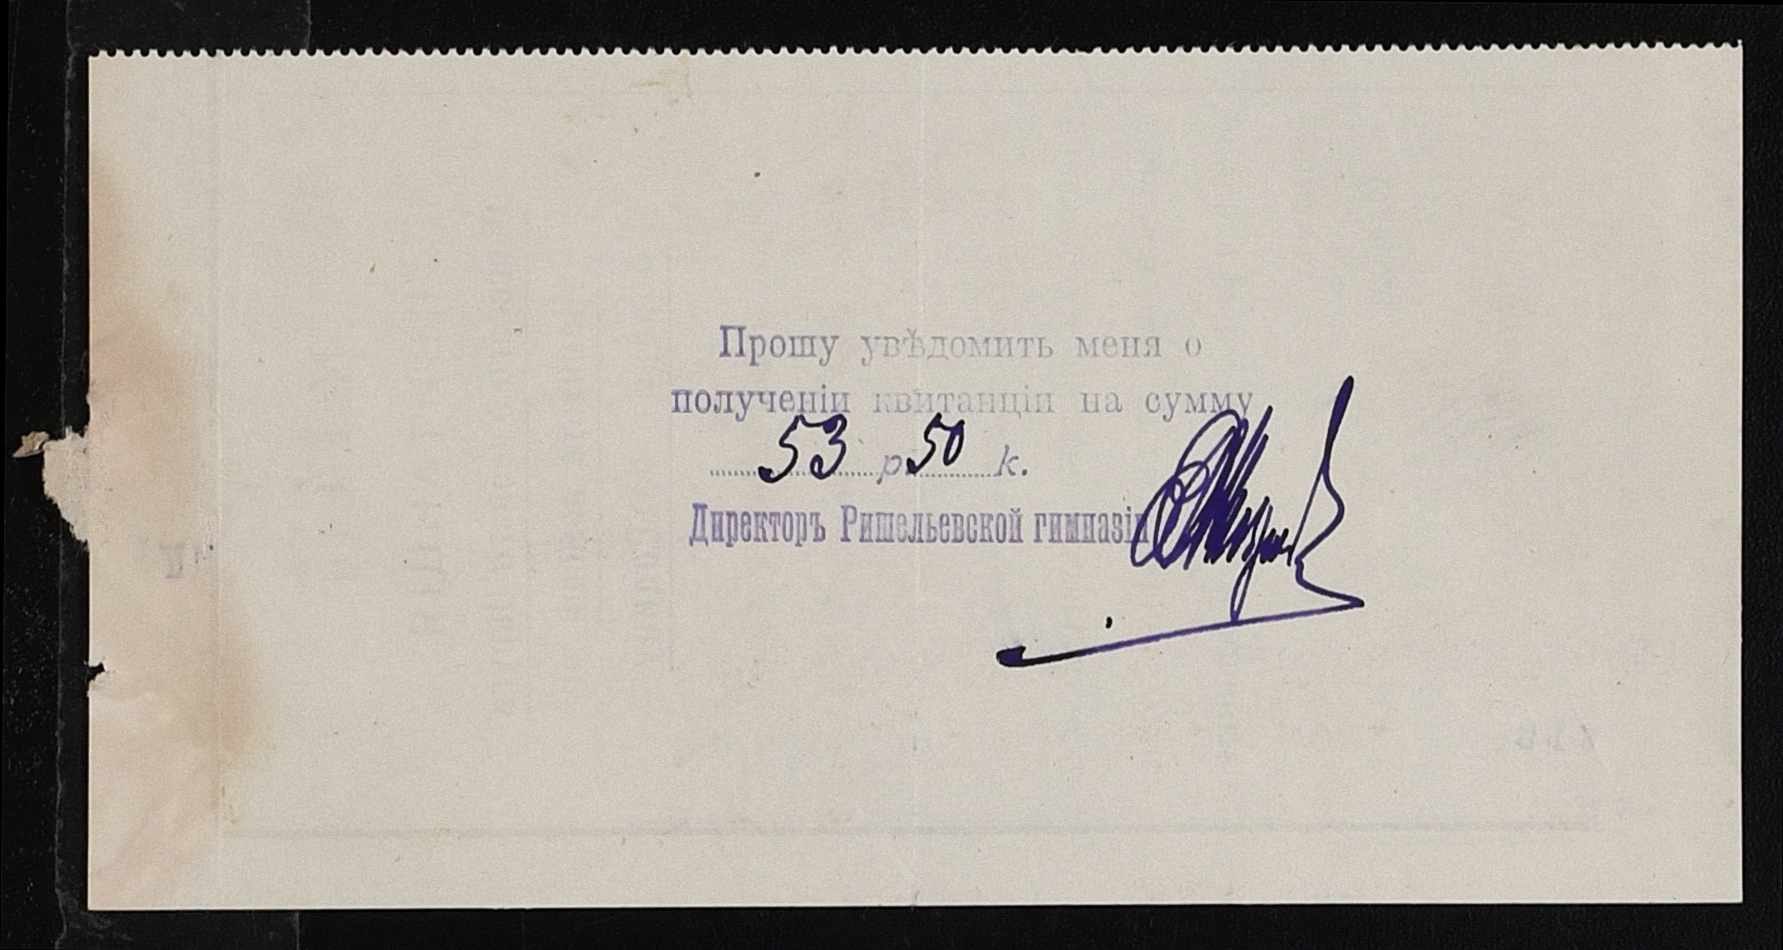 Прошу увѣдомить меня о
полученіи квитанціи на сумму
53 р. 50 к.
Директоръ Ришельевской гимназіи